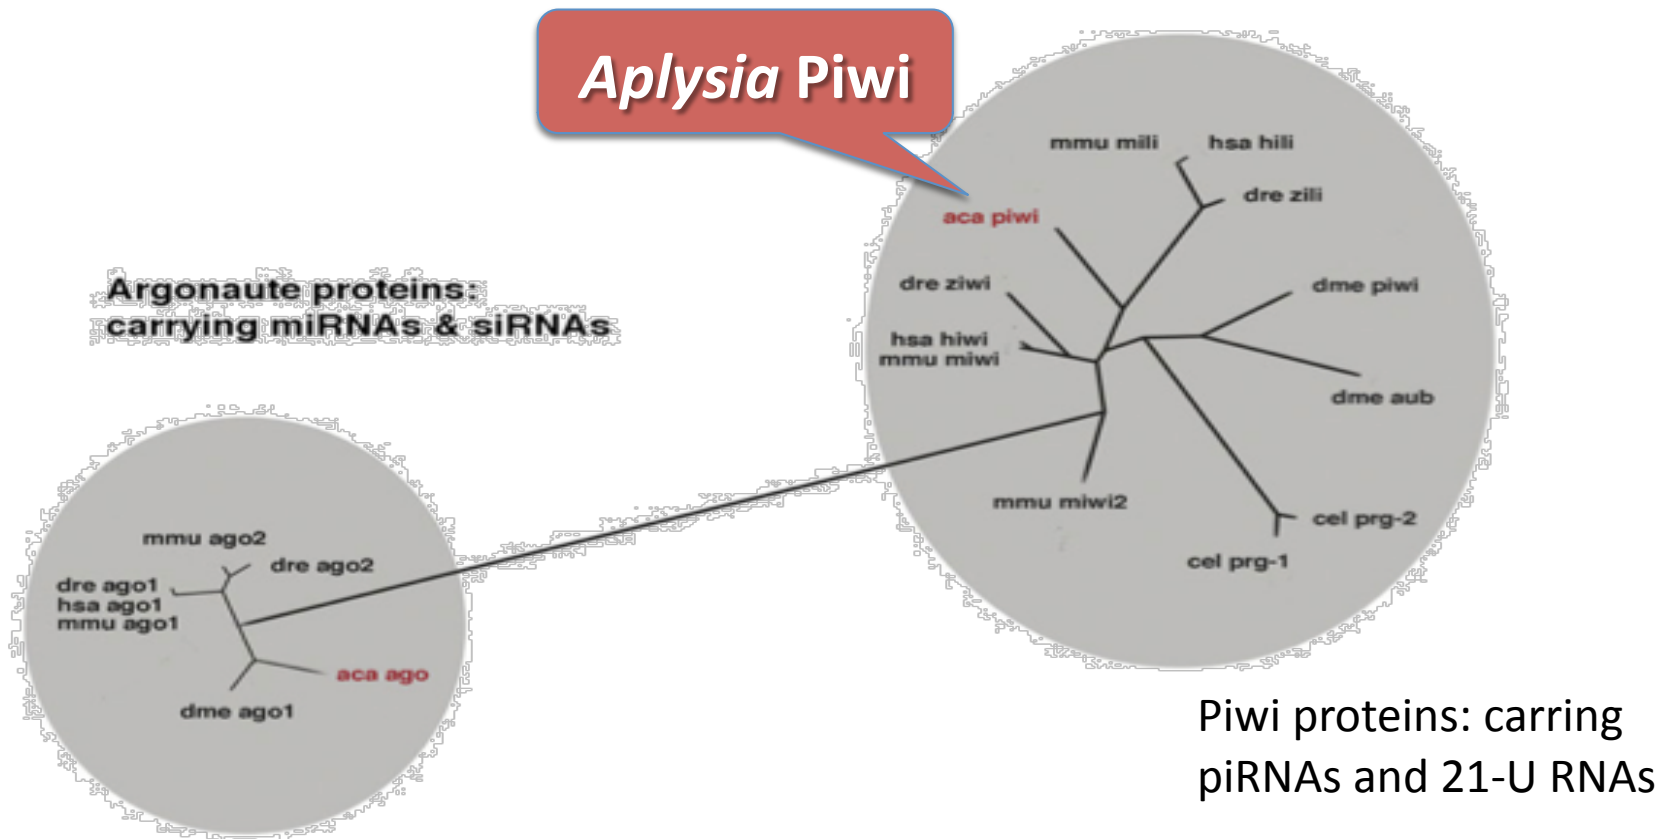 Aplysia Piwi
mmu mili
hsa hili
dre zili
aca piwi
dre ziwi
dme piwi
hsa hiwi
mmu miwi
dme aub
mmu miwi2
cel prg-2
cel prg-1
Argonaute proteins:
carrying miRNAs & siRNAs
mmu ago2
dre ago2
dre ago1
hsa ago1
mmu ago1
aca ago
dme ago1
Piwi proteins: carring
piRNAs and 21-U RNAs